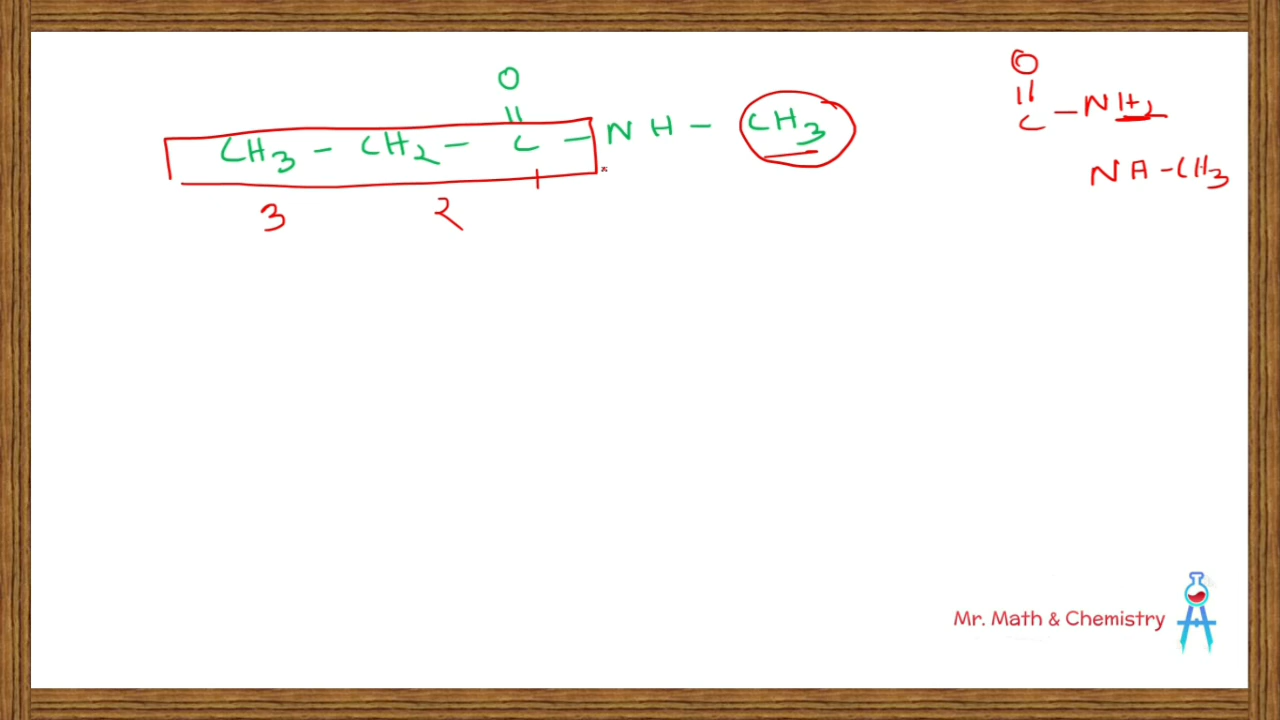 O
||
CH3 - CH2 - C - NH - CH3
3 2 1
O
||
C - NH2
NH - CH3
Mr. Math & Chemistry